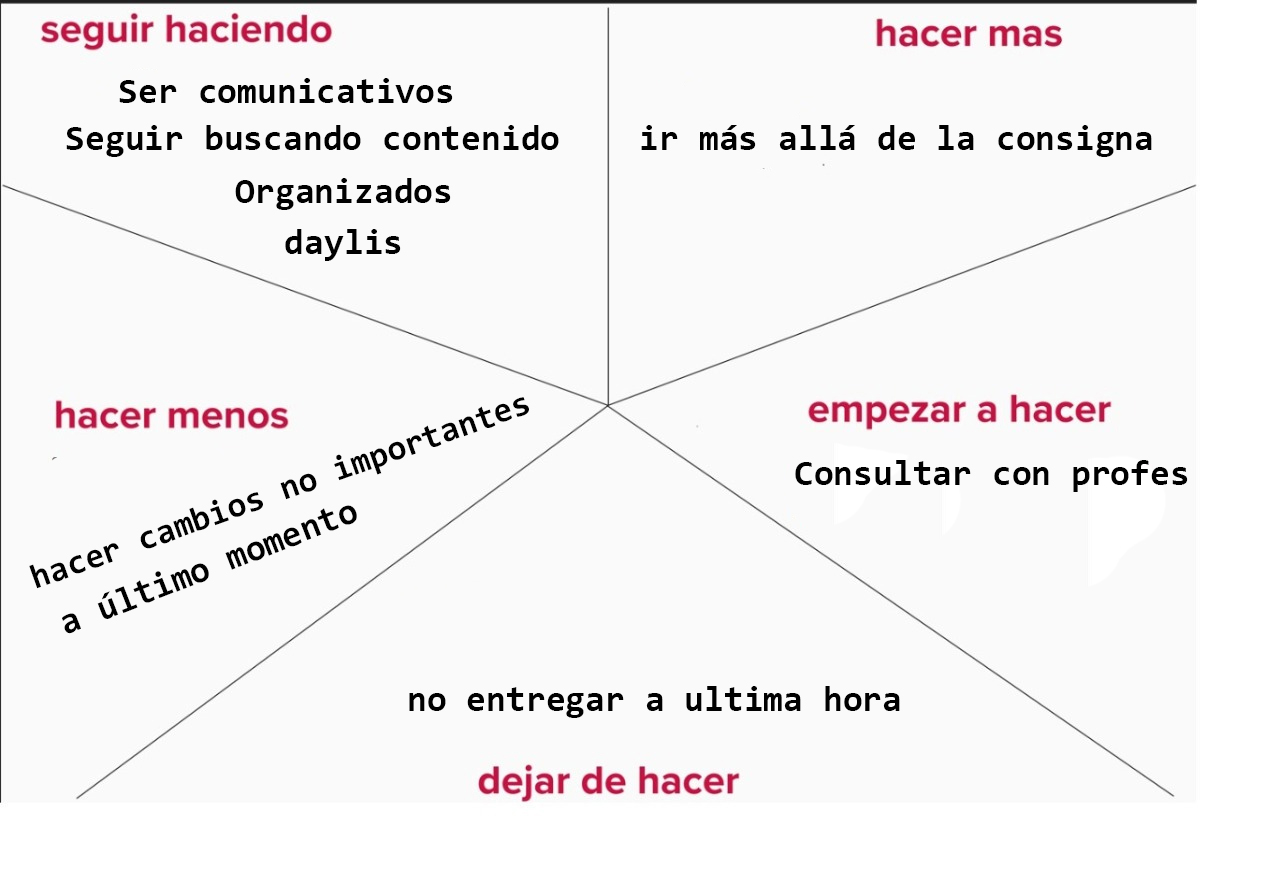 seguir haciendo
Ser comunicativos
Seguir buscando contenido
Organizados
daylis
hacer mas
ir más allá de la consigna
hacer menos
hacer cambios no importantes
a último momento
empezar a hacer
Consultar con profes
no entregar a ultima hora
dejar de hacer